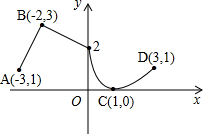 y
B(-2,3)
2
D(3,1)
A(-3,1)
O
C(1,0)
x